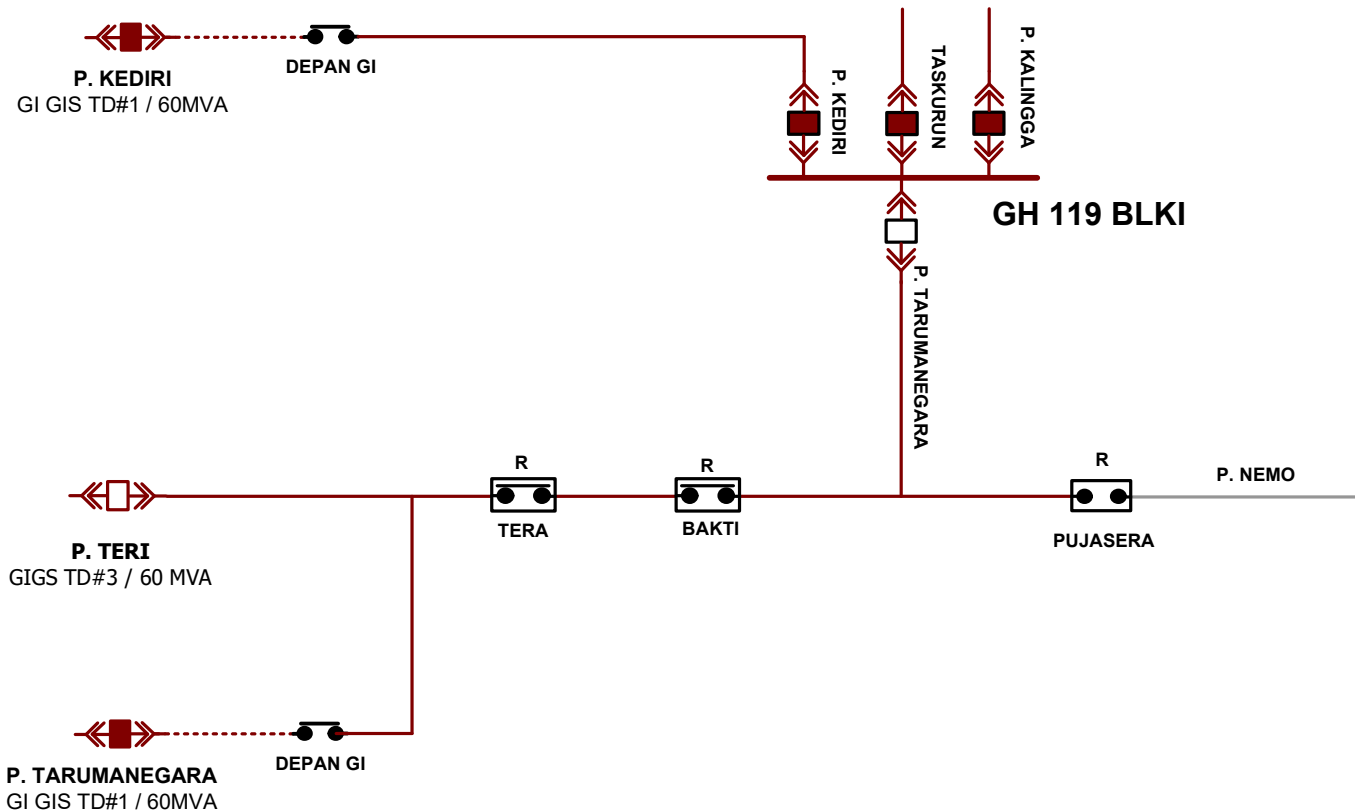 P. KEDIRI
GI GIS TD#1 / 60MVA
DEPAN GI
P. KEDIRI
TASKURUN
P. KALINGGA
GH 119 BLKI
P. TARUMANEGARA
P. TERI
GIGS TD#3 / 60 MVA
R
TERA
R
BAKTI
R
PUJASERA
P. NEMO
P. TARUMANEGARA
GI GIS TD#1 / 60MVA
DEPAN GI